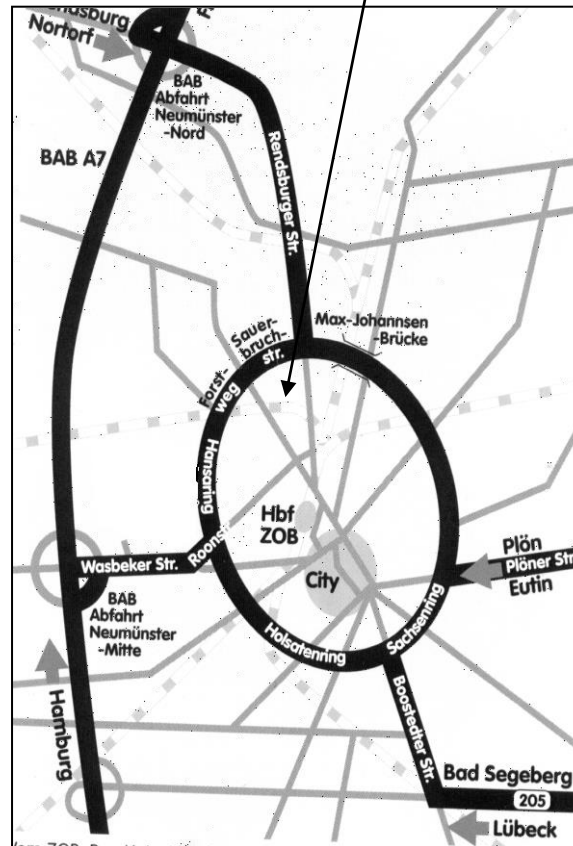 Nortorf
BAB
Abfahrt
Neumünster
-Nord
BAB A7
Rendsburger Str.
Sauer-
bruch-
str.
Max-Johannsen
-Brücke
Forst-
weg
Hansaring
Hbf
ZOB
Roonstr.
Wasbeker Str.
City
Plön
Plöner Str
Eutin
BAB
Abfahrt
Neumünster
-Mitte
Holsatenring
Sachsenring
Hamburg
Boostedter Str.
Bad Segeberg
205
Lübeck